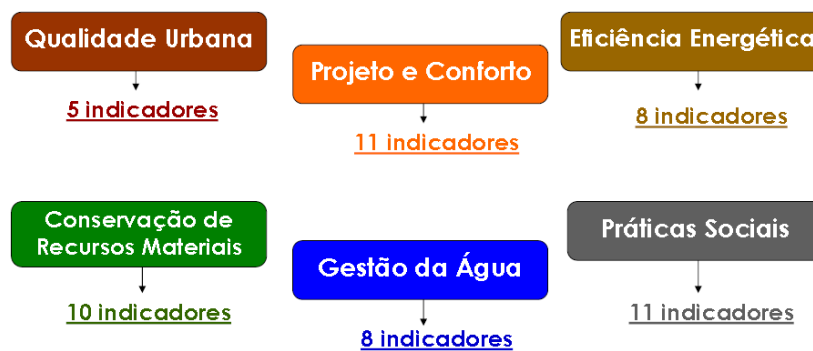 Qualidade Urbana
5 indicadores
Projeto e Conforto
11 indicadores
Eficiência Energética
8 indicadores
Conservação de
Recursos Materiais
10 indicadores
Gestão da Água
8 indicadores
Práticas Sociais
11 indicadores